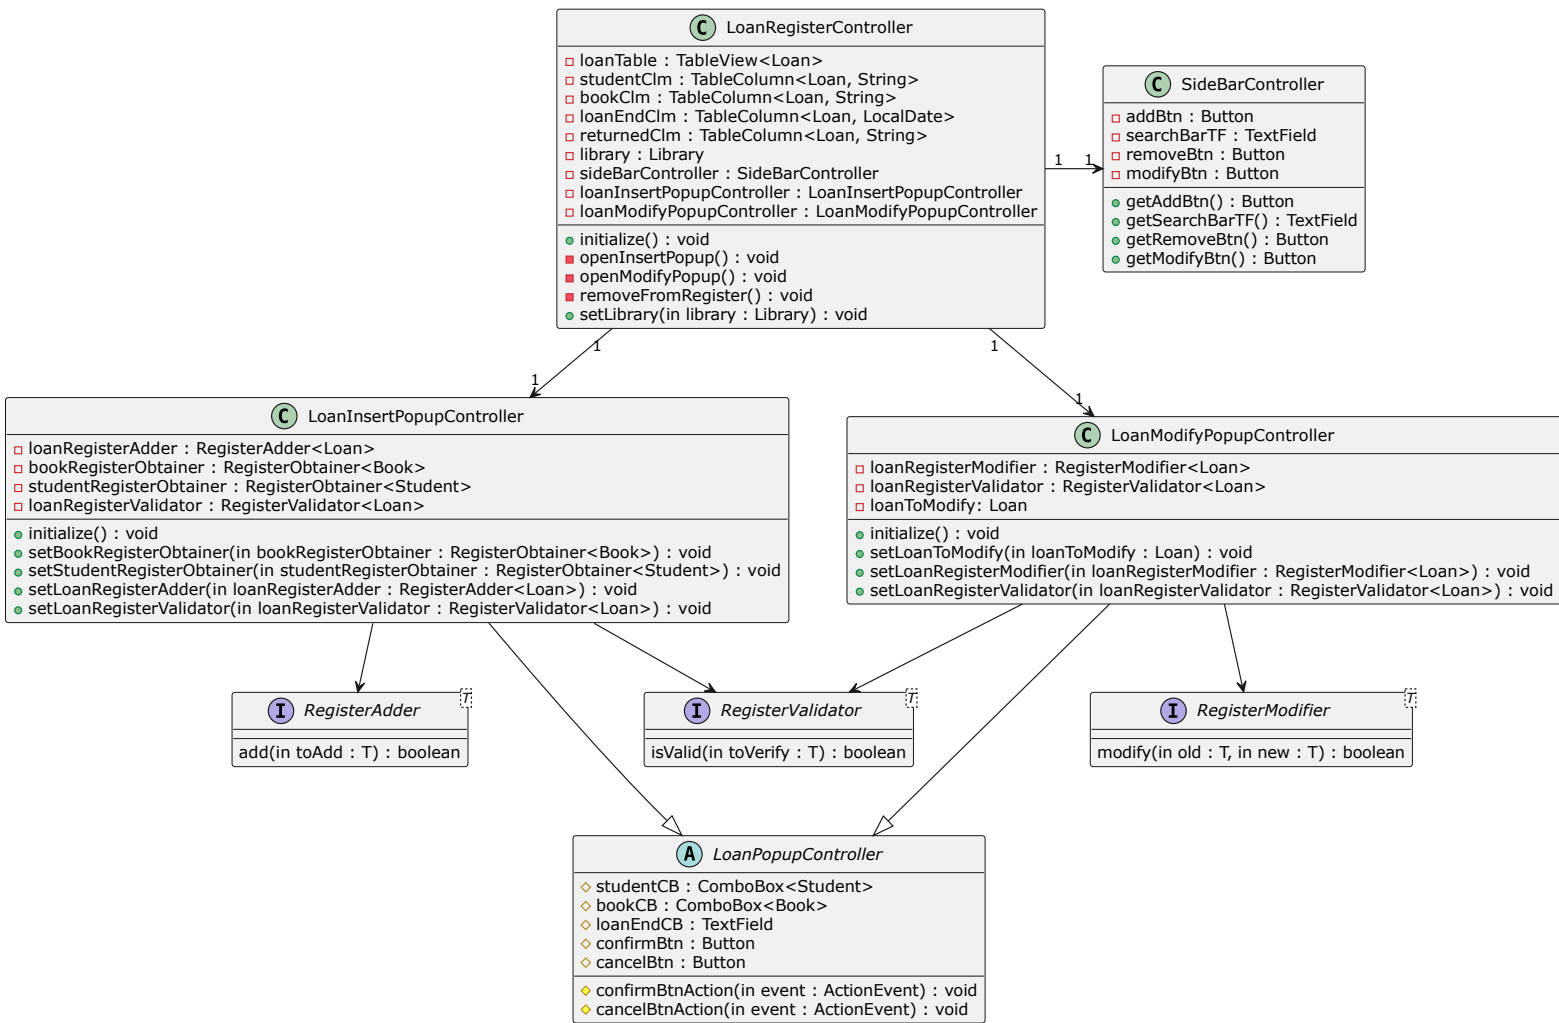 C LoanRegisterController
loanTable : TableView<Loan>
studentClm : TableColumn<Loan, String>
bookClm : TableColumn<Loan, String>
loanEndClm : TableColumn<Loan, LocalDate>
returnedClm : TableColumn<Loan, String>
library : Library
sideBarController : SideBarController
loanInsertPopupController : LoanInsertPopupController
loanModifyPopupController : LoanModifyPopupController
initialize() : void
openInsertPopup() : void
openModifyPopup() : void
removeFromRegister() : void
setLibrary(in library : Library) : void
1 1
C SideBarController
addBtn : Button
searchBarTF : TextField
removeBtn : Button
modifyBtn : Button
getAddBtn() : Button
getSearchBarTF() : TextField
getRemoveBtn() : Button
getModifyBtn() : Button
1 1
1 1
C LoanInsertPopupController
loanRegisterAdder : RegisterAdder<Loan>
bookRegisterObtainer : RegisterObtainer<Book>
studentRegisterObtainer : RegisterObtainer<Student>
loanRegisterValidator : RegisterValidator<Loan>
initialize() : void
setBookRegisterObtainer(in bookRegisterObtainer : RegisterObtainer<Book>) : void
setStudentRegisterObtainer(in studentRegisterObtainer : RegisterObtainer<Student>) : void
setLoanRegisterAdder(in loanRegisterAdder : RegisterAdder<Loan>) : void
setLoanRegisterValidator(in loanRegisterValidator : RegisterValidator<Loan>) : void
C LoanModifyPopupController
loanRegisterModifier : RegisterModifier<Loan>
loanRegisterValidator : RegisterValidator<Loan>
loanToModify: Loan
initialize() : void
setLoanToModify(in loanToModify : Loan) : void
setLoanRegisterModifier(in loanRegisterModifier : RegisterModifier<Loan>) : void
setLoanRegisterValidator(in loanRegisterValidator : RegisterValidator<Loan>) : void
I RegisterAdder T
add(in toAdd : T) : boolean
I RegisterValidator T
isValid(in toVerify : T) : boolean
I RegisterModifier T
modify(in old : T, in new : T) : boolean
A LoanPopupController
studentCB : ComboBox<Student>
bookCB : ComboBox<Book>
loanEndCB : TextField
confirmBtn : Button
cancelBtn : Button
confirmBtnAction(in event : ActionEvent) : void
cancelBtnAction(in event : ActionEvent) : void